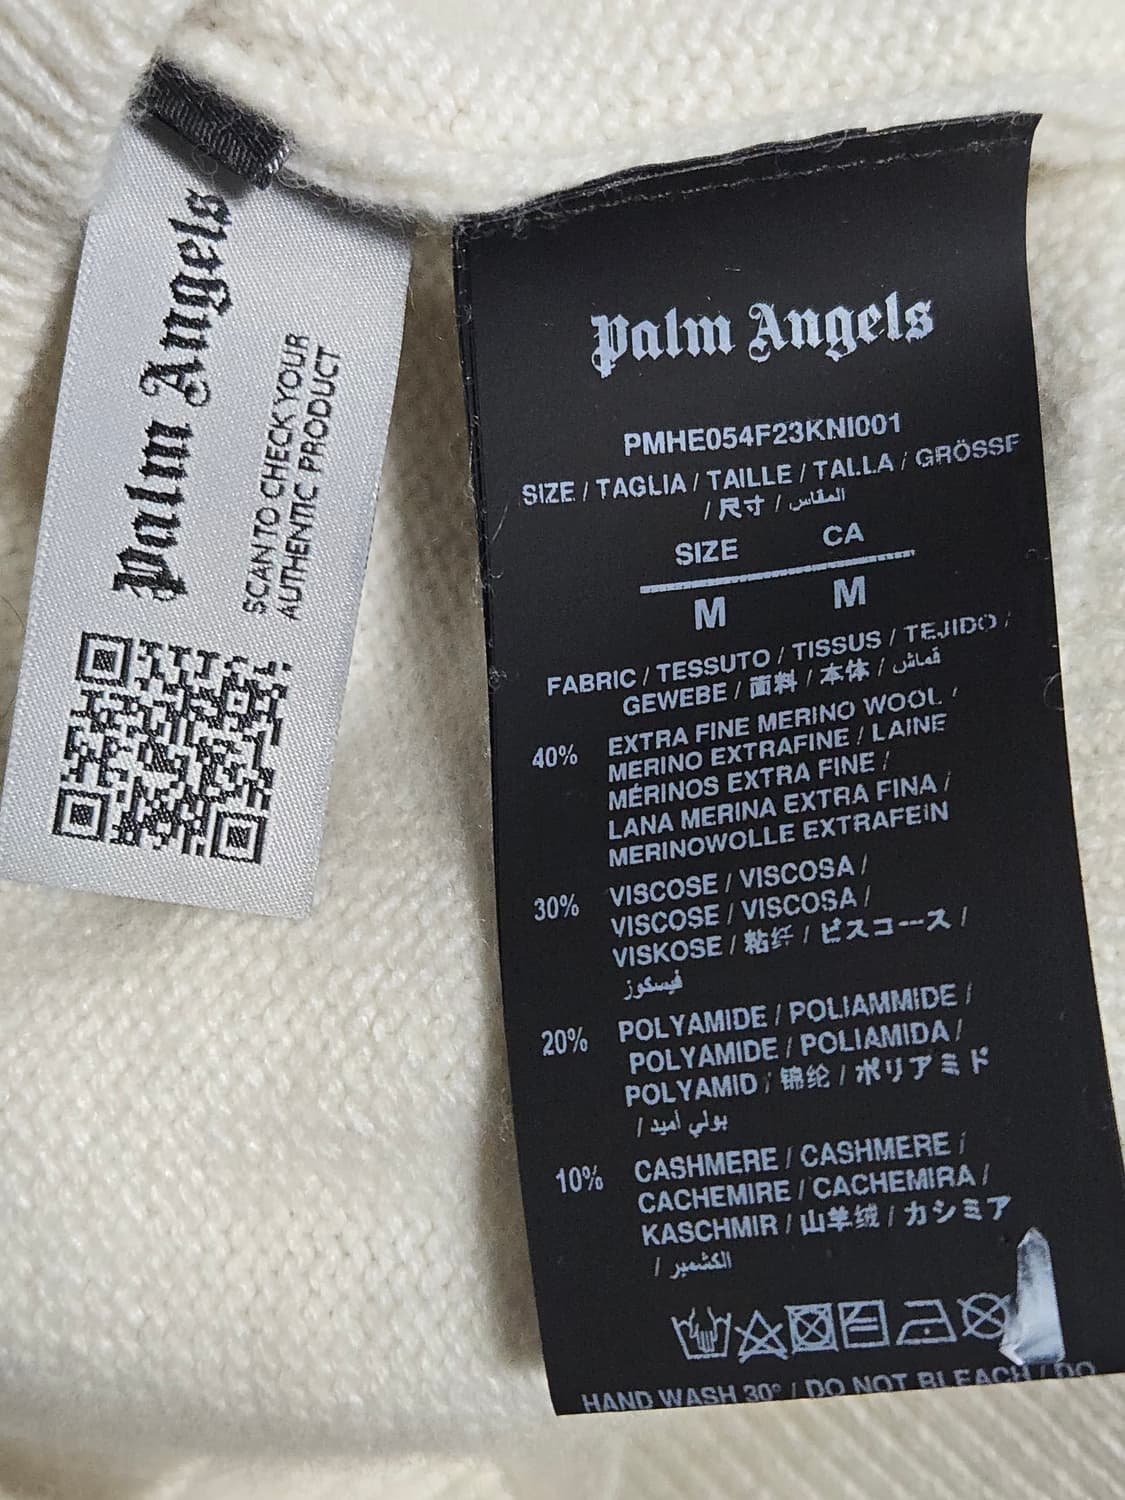 Palm Angels
SCAN TO CHECK YOUR
AUTHENTIC PRODUCT
Palm Angels
PMHE054F23KNI001
SIZE / TAGLIA / TAILLE / TALLA / GRÖSSE
/ 尺寸 / المقاس
SIZE CA
M M
FABRIC / TESSUTO / TISSUS / TEJIDO /
GEWEBE / 面料 / 本体 / قماش
40% EXTRA FINE MERINO WOOL /
MERINO EXTRAFINE / LAINE
MÉRINOS EXTRA FINE /
LANA MERINA EXTRA FINA /
MERINOWOLLE EXTRAFEIN
30% VISCOSE / VISCOSA /
VISCOSE / VISCOSA /
VISKOSE / 粘纤 / ビスコース /
فيسكوز
20% POLYAMIDE / POLIAMMIDE /
POLYAMIDE / POLIAMIDA /
POLYAMID / 锦纶 / ポリアミド
/ بولي أميد
10% CASHMERE / CASHMERE /
CACHEMIRE / CACHEMIRA /
KASCHMIR / 山羊绒 / カシミア
/ الكشمير
HAND WASH 30° / DO NOT BLEACH / DO